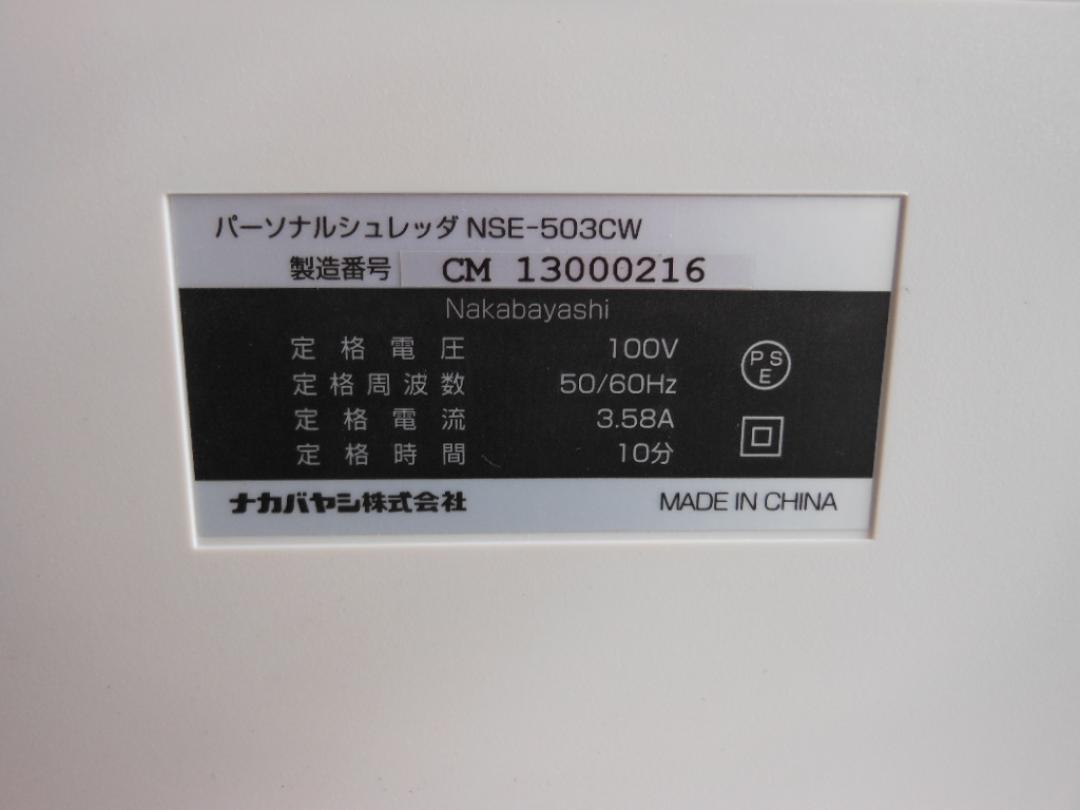 パーソナルシュレッダ NSE-503CW
製造番号 CM 13000216
Nakabayashi
定格電圧 100V
定格周波数 50/60Hz
定格電流 3.58A
定格時間 10分
PSE
ナカバヤシ株式会社 MADE IN CHINA